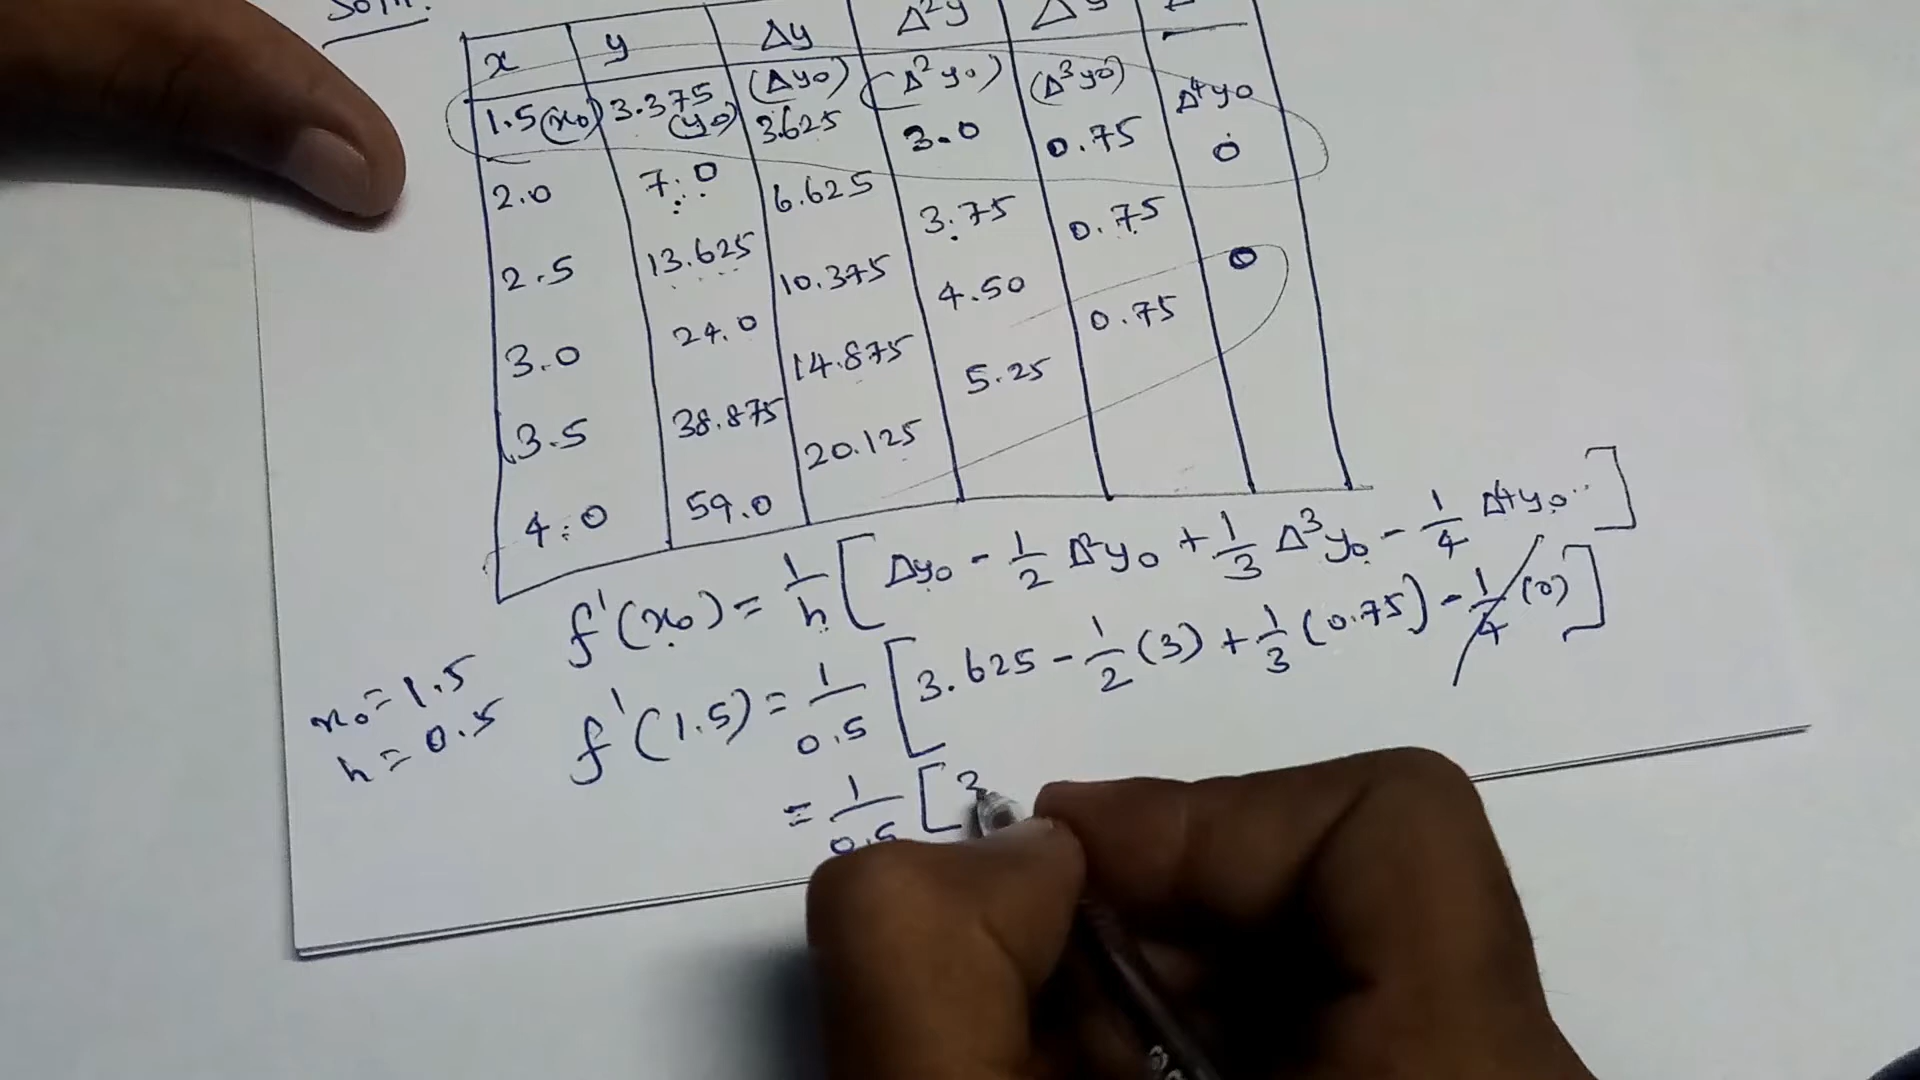 Soln.
x y Δy Δ²y Δ y
1.5(x₀) 3.375 (y₀) (Δy₀) 3.625 (Δ²y₀) 3.0 (Δ³y₀) 0.75 Δ⁴y₀ 0
2.0 7.0 6.625 3.75 0.75 0
2.5 13.625 10.375 4.50 0.75
3.0 24.0 14.875 5.25
3.5 38.875 20.125
4.0 59.0
f'(x₀) = 1/h [Δy₀ - 1/2 Δ²y₀ + 1/3 Δ³y₀ - 1/4 Δ⁴y₀..]
x₀ = 1.5
h = 0.5
f'(1.5) = 1/0.5 [3.625 - 1/2 (3) + 1/3 (0.75) - 1/4 (0)]
= 1/0.5 [3